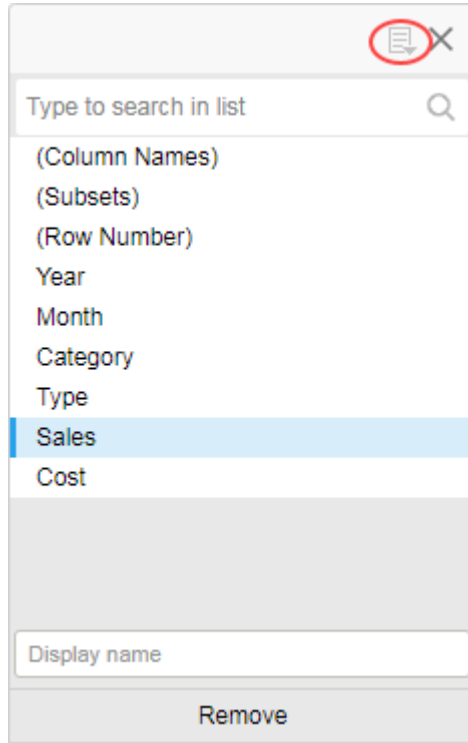 Type to search in list
(Column Names)
(Subsets)
(Row Number)
Year
Month
Category
Type
Sales
Cost
Display name
Remove